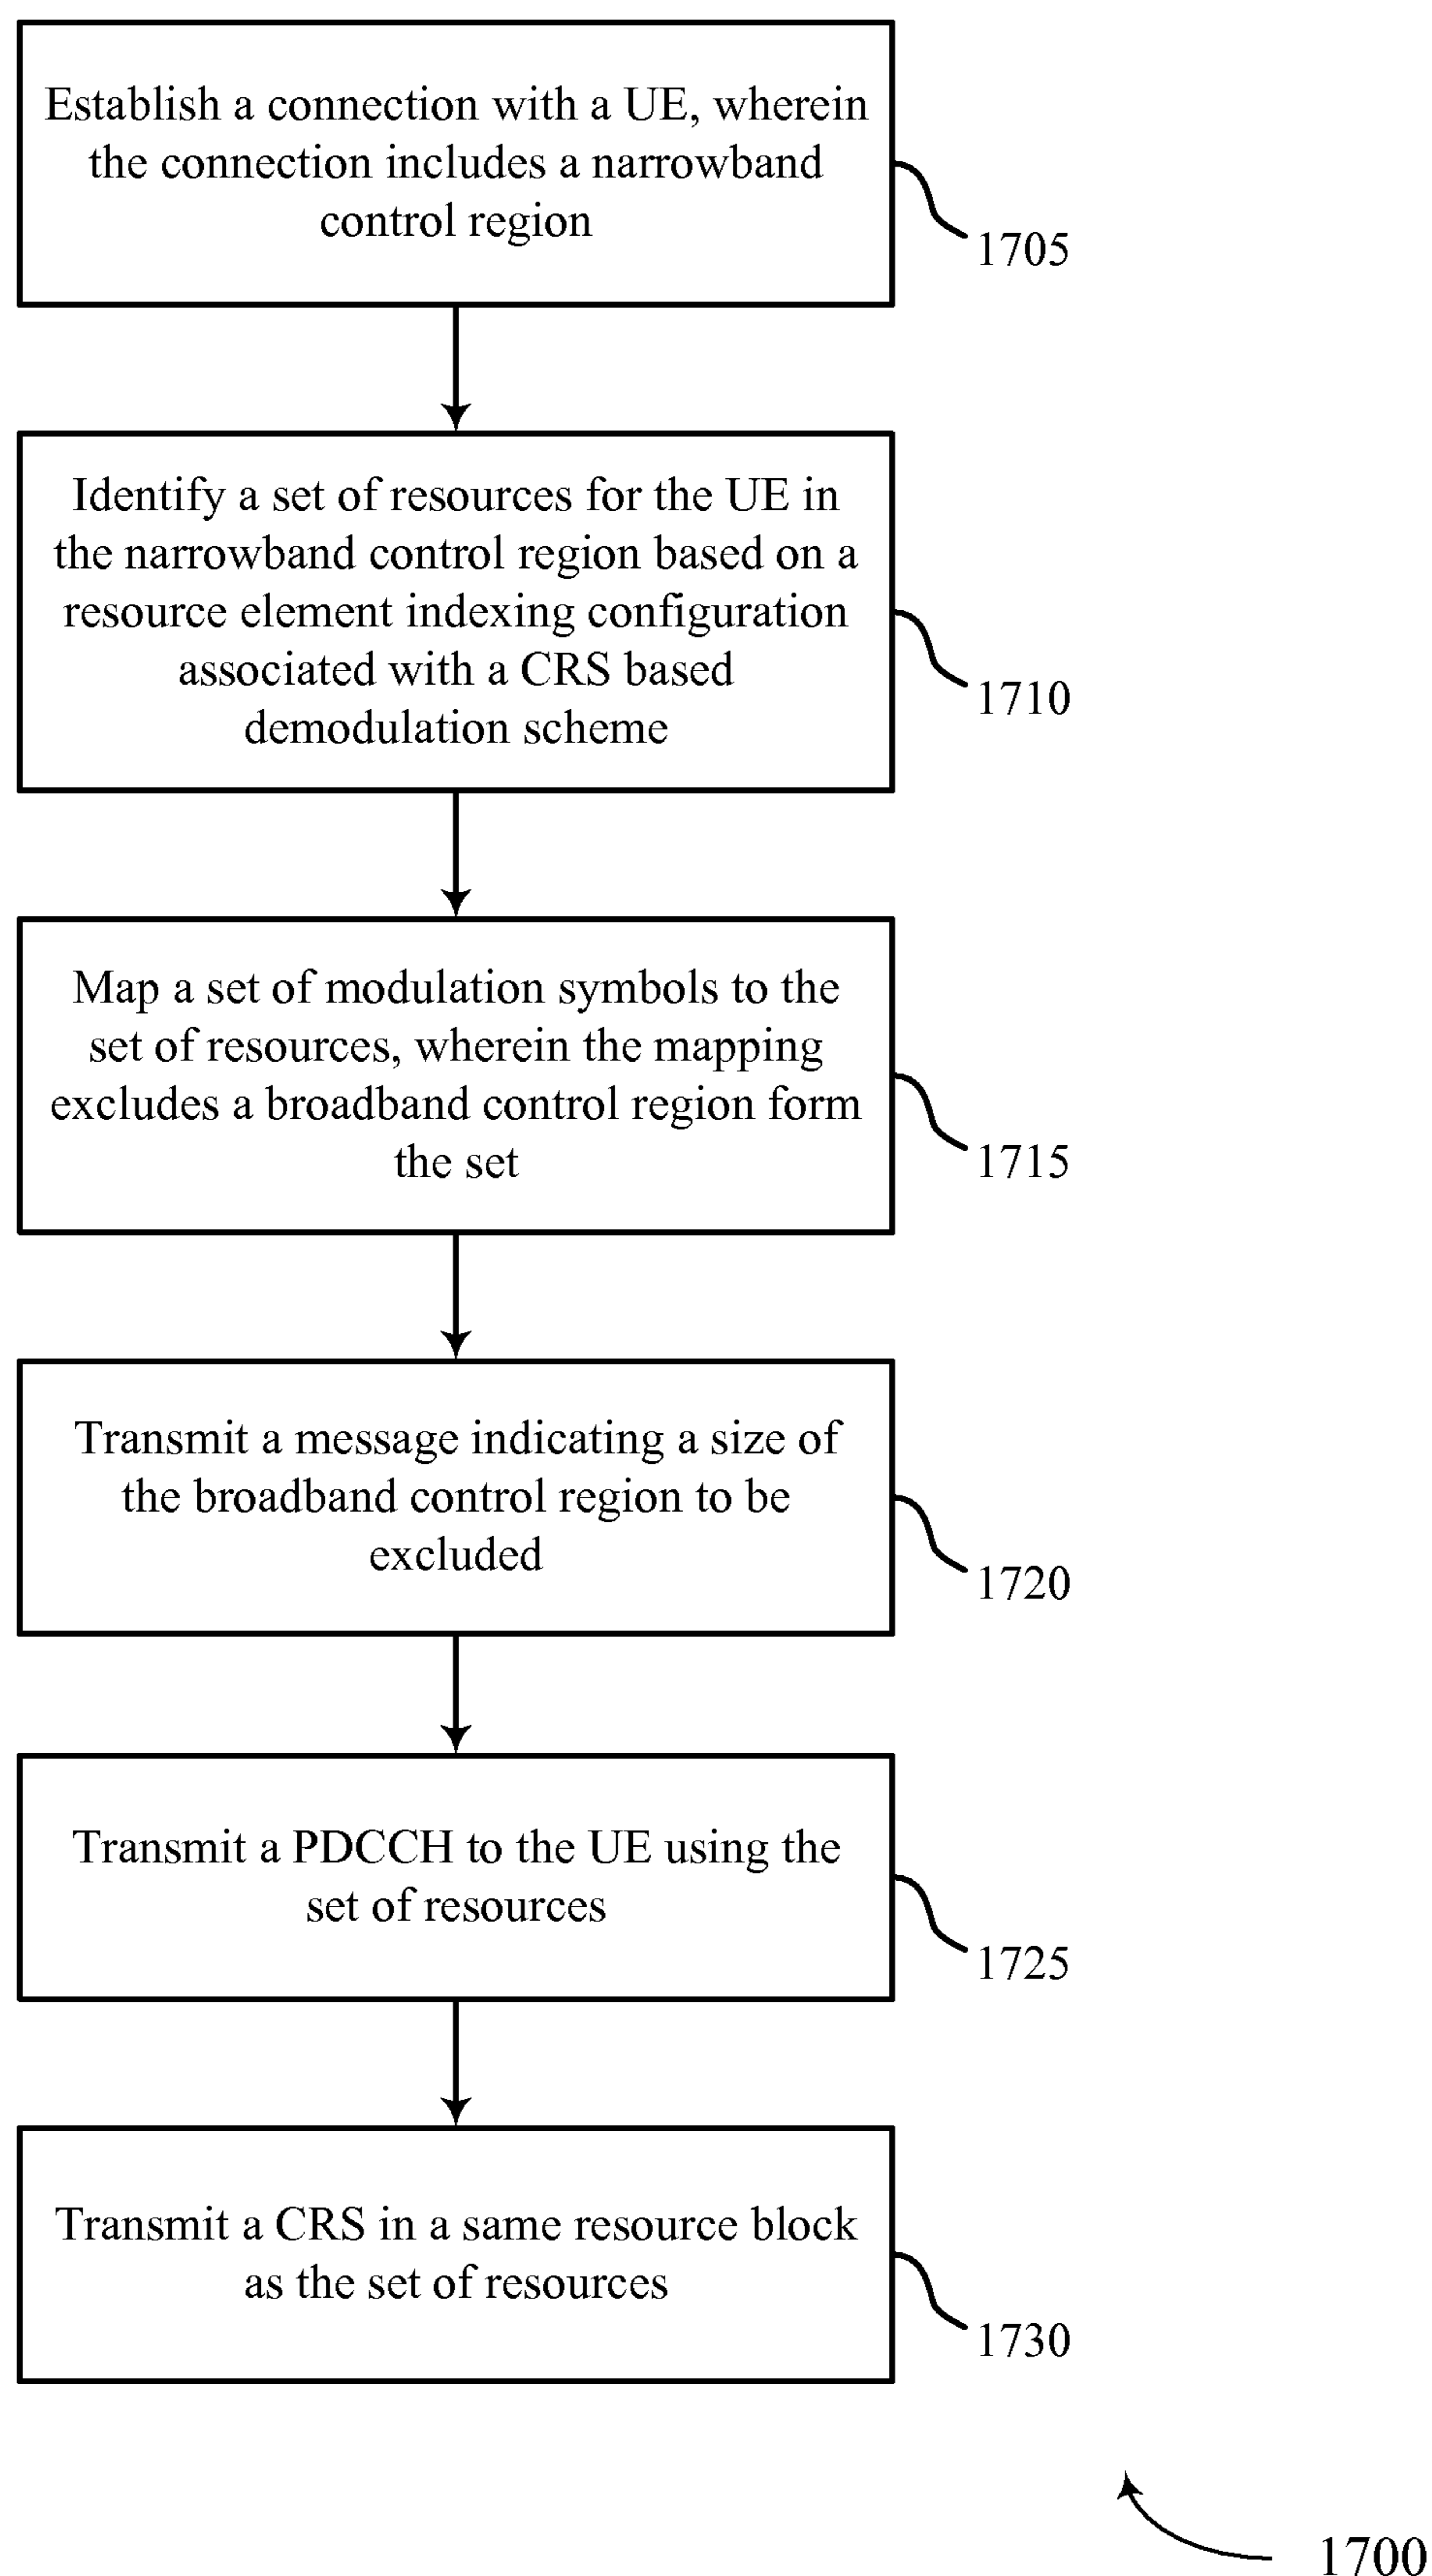 Establish a connection with a UE, wherein
the connection includes a narrowband
control region
1705
Identify a set of resources for the UE in
the narrowband control region based on a
resource element indexing configuration
associated with a CRS based
demodulation scheme
1710
Map a set of modulation symbols to the
set of resources, wherein the mapping
excludes a broadband control region form
the set
1715
Transmit a message indicating a size of
the broadband control region to be
excluded
1720
Transmit a PDCCH to the UE using the
set of resources
1725
Transmit a CRS in a same resource block
as the set of resources
1730
1700